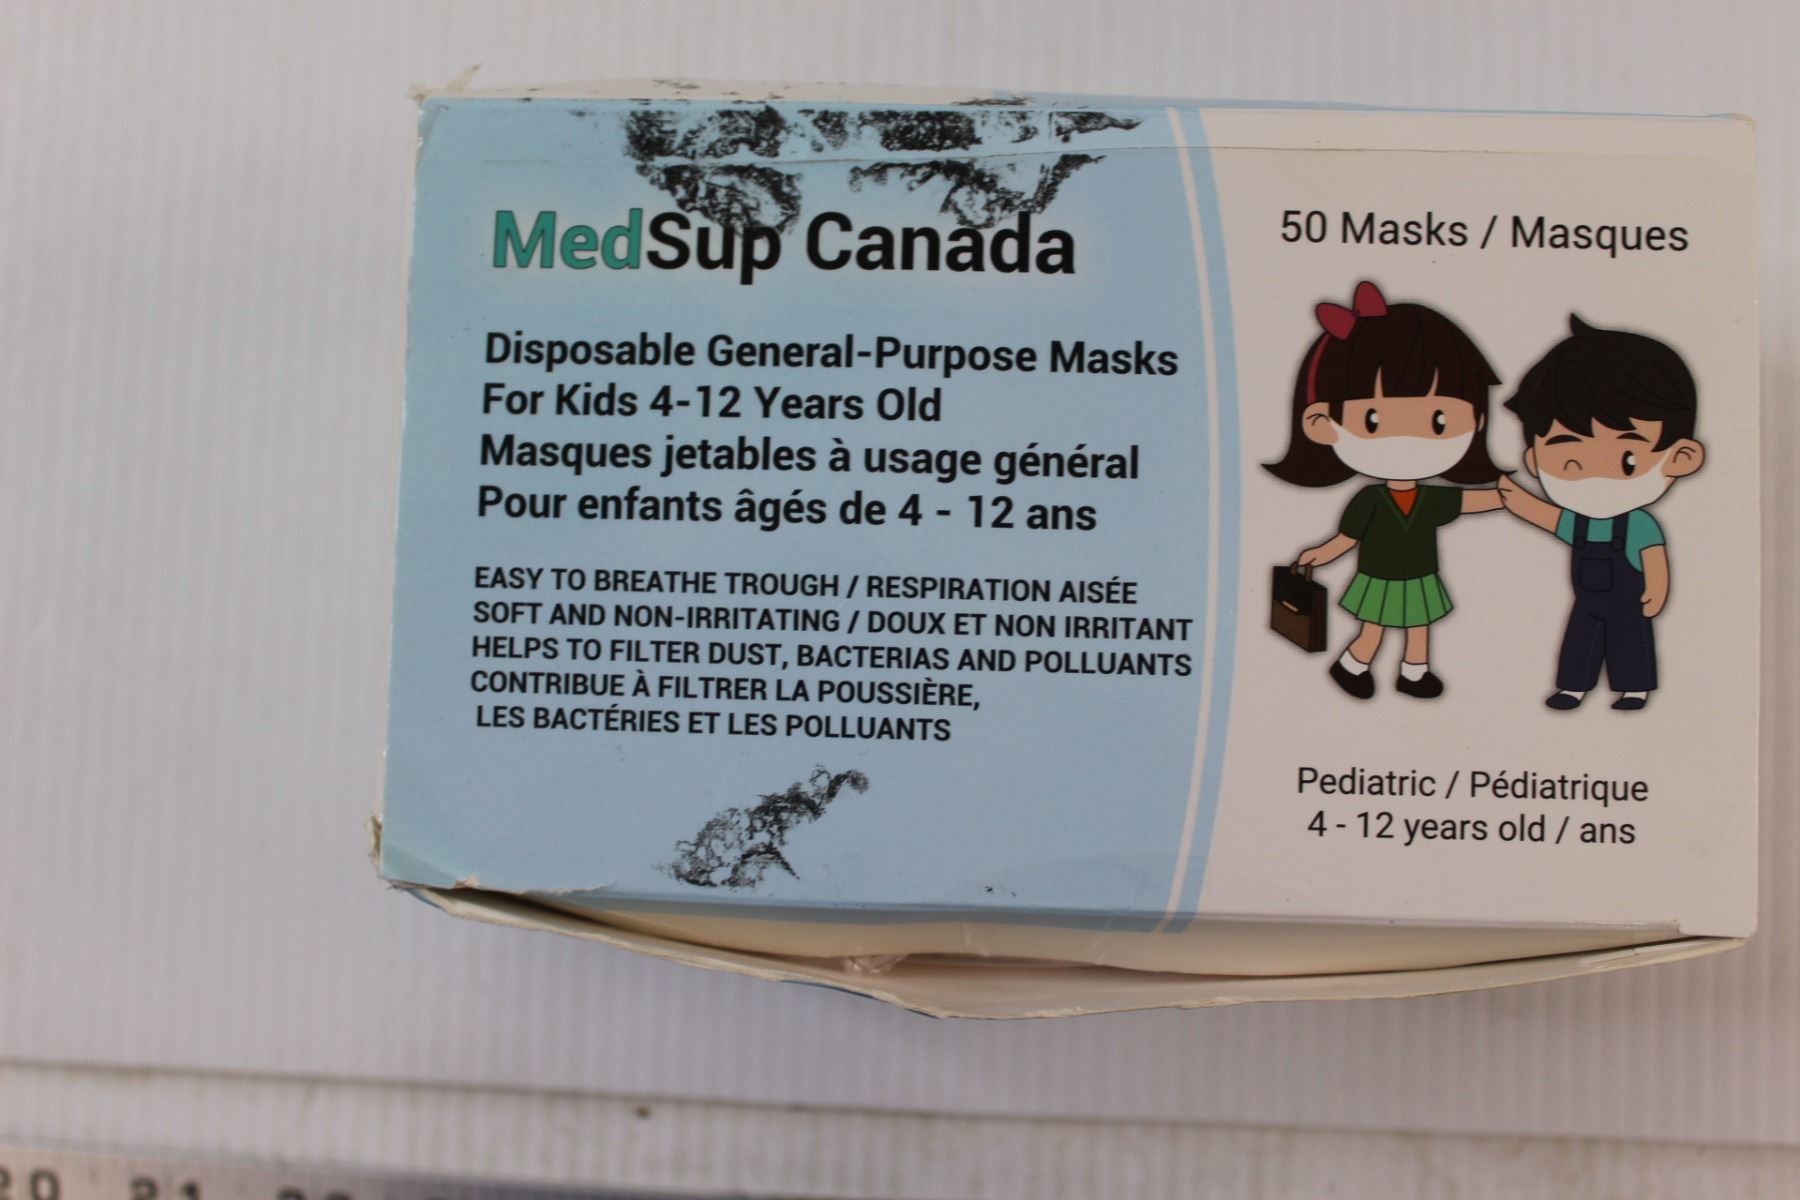 MedSup Canada
Disposable General-Purpose Masks
For Kids 4-12 Years Old
Masques jetables à usage général
Pour enfants âgés de 4 - 12 ans
EASY TO BREATHE TROUGH / RESPIRATION AISÉE
SOFT AND NON-IRRITATING / DOUX ET NON IRRITANT
HELPS TO FILTER DUST, BACTERIAS AND POLLUANTS
CONTRIBUE À FILTRER LA POUSSIÈRE,
LES BACTÉRIES ET LES POLLUANTS
50 Masks / Masques
Pediatric / Pédiatrique
4 - 12 years old / ans
20 21